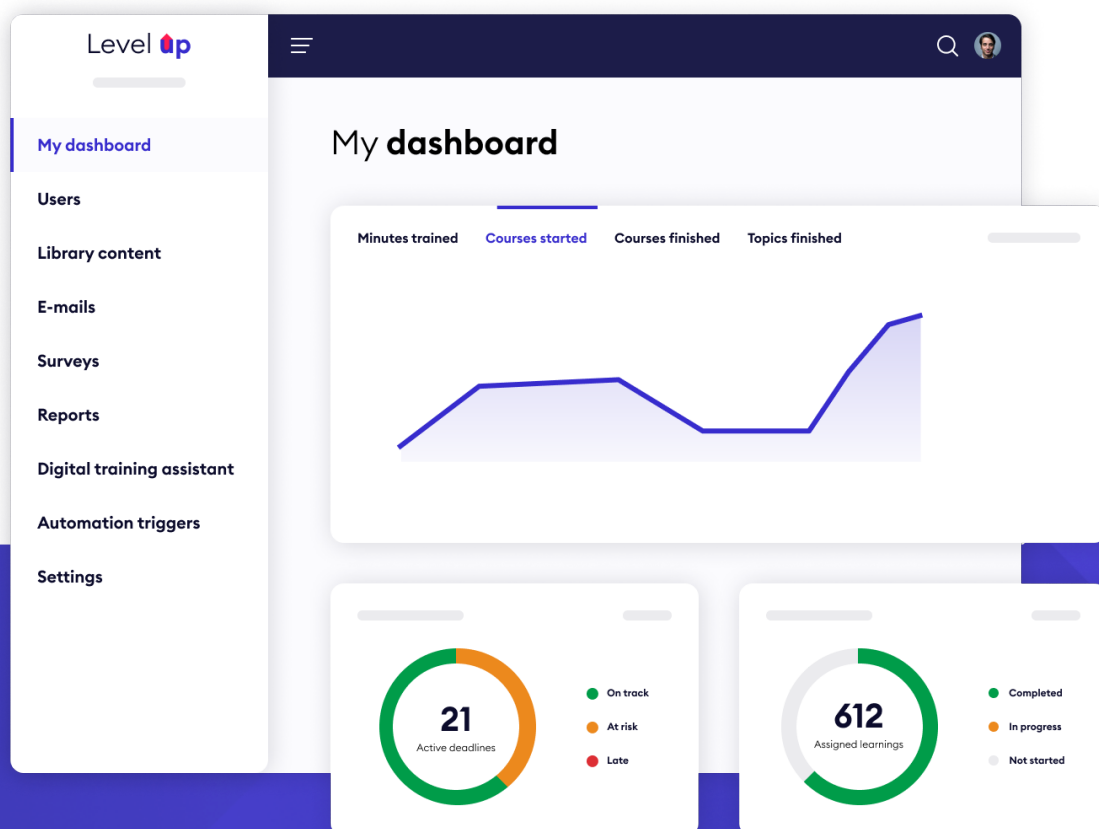 Level up
My dashboard
Users
Library content
E-mails
Surveys
Reports
Digital training assistant
Automation triggers
Settings
My dashboard
Minutes trained
Courses started
Courses finished
Topics finished
21
Active deadlines
On track
At risk
Late
612
Assigned learnings
Completed
In progress
Not started